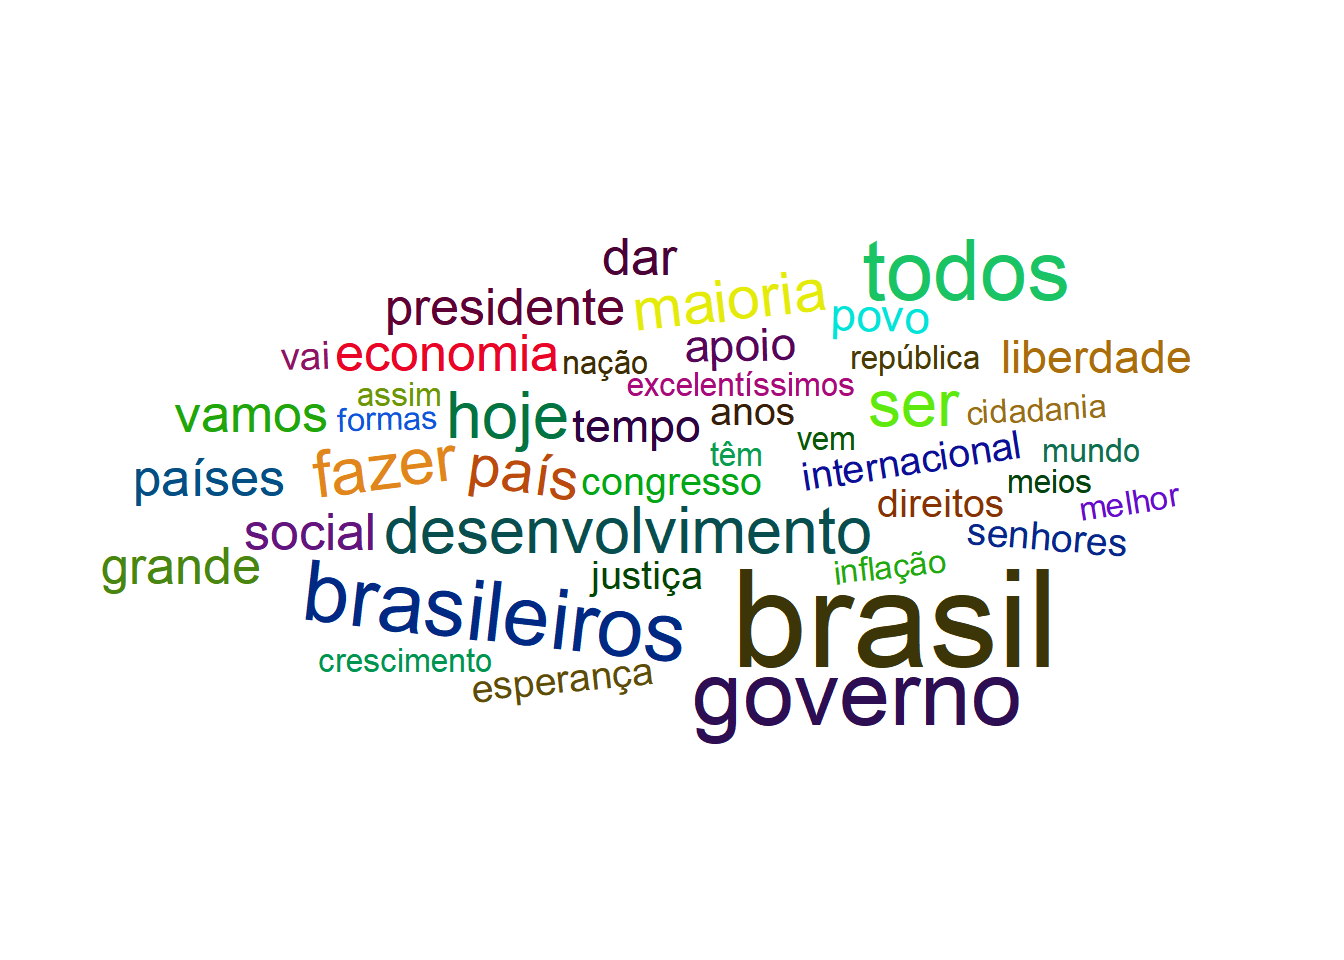 dar
todos
presidente
maioria
povo
vai
economia
nação
apoio
república
liberdade
assim
excelentíssimos
vamos
formas
hoje
tempo
anos
ser
cidadania
países
fazer
país
congresso
têm
vem
internacional
mundo
meios
direitos
melhor
social
desenvolvimento
senhores
grande
justiça
inflação
brasileiros
brasil
crescimento
esperança
governo